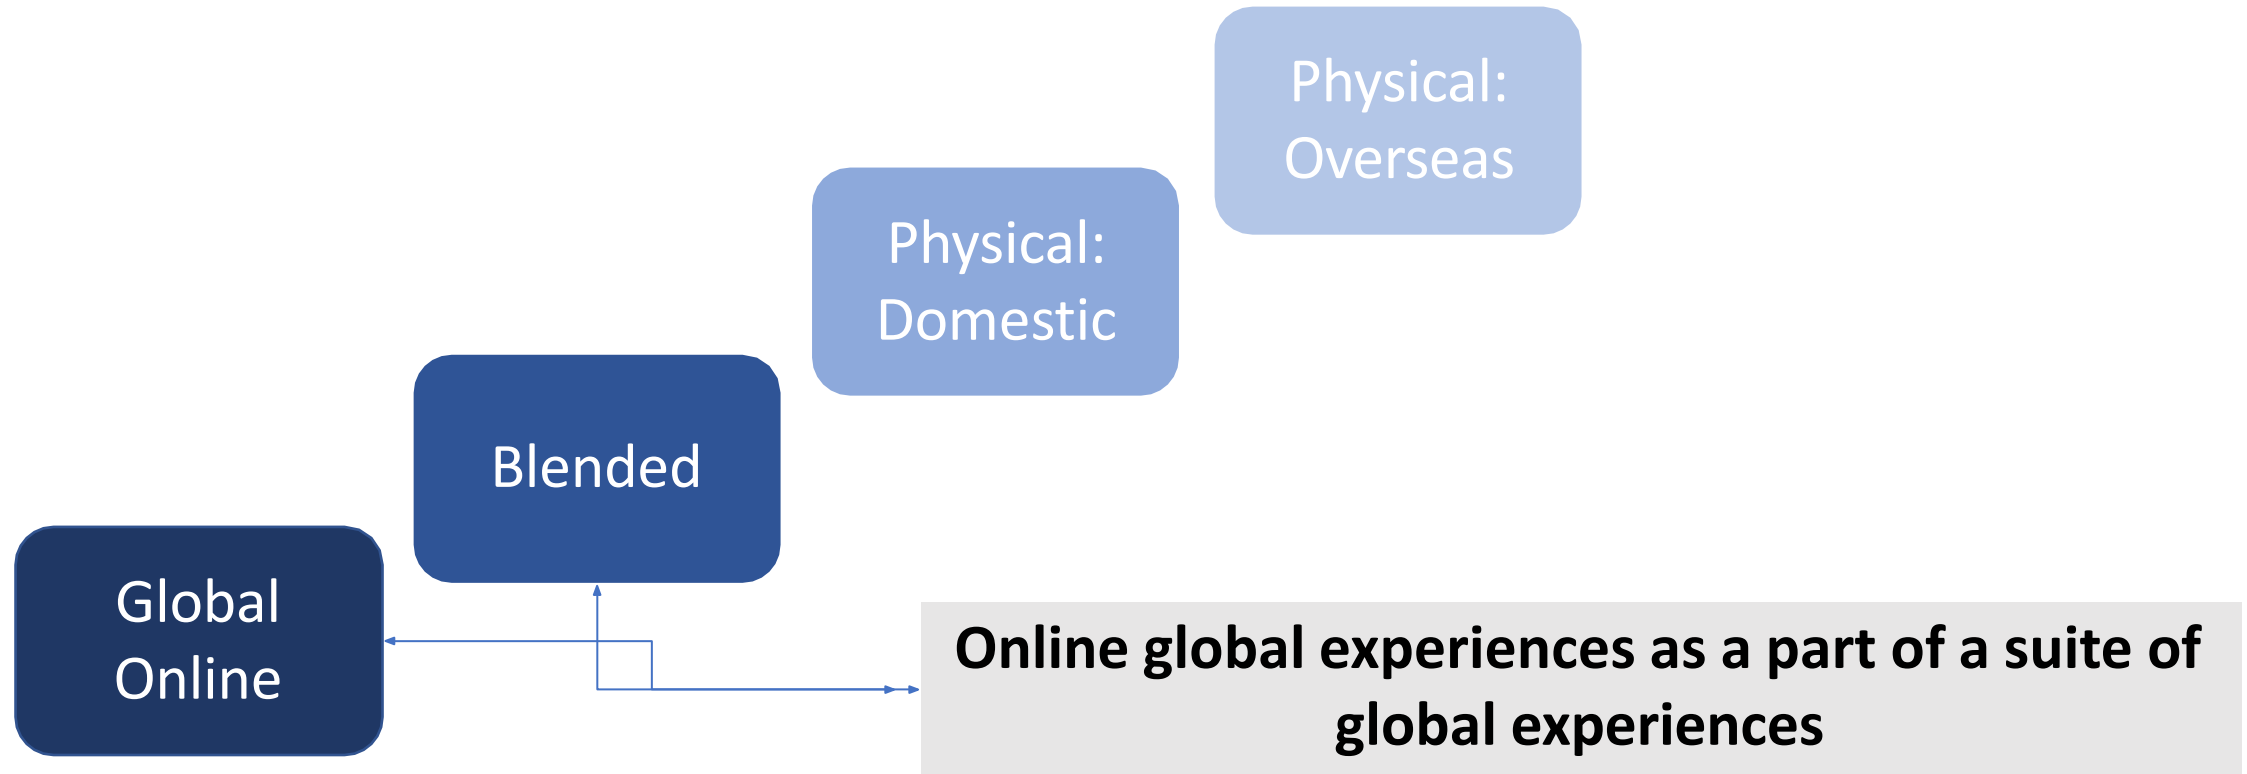 Physical:
Overseas
Physical:
Domestic
Blended
Global
Online
Online global experiences as a part of a suite of
global experiences